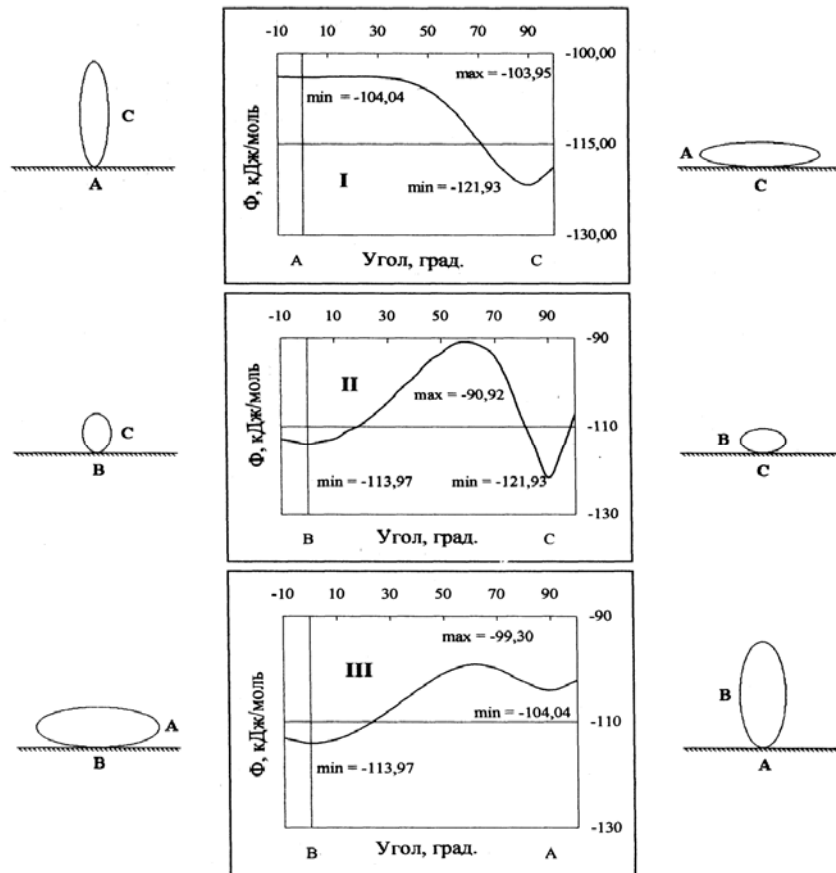 -10 10 30 50 70 90
-100,00
max = -103,95
min = -104,04
C
Ф, кДж/моль
-115,00
A
I
min = -121,93
A
C
-130,00
A Угол, град. C
-10 10 30 50 70 90
-90
II
max = -90,92
C
Ф, кДж/моль
-110
B
B
C
min = -113,97 min = -121,93
-130
B Угол, град. C
-10 10 30 50 70 90
-90
max = -99,30
III
B
min = -104,04
Ф, кДж/моль
A
-110
B
A
min = -113,97
-130
B Угол, град. A